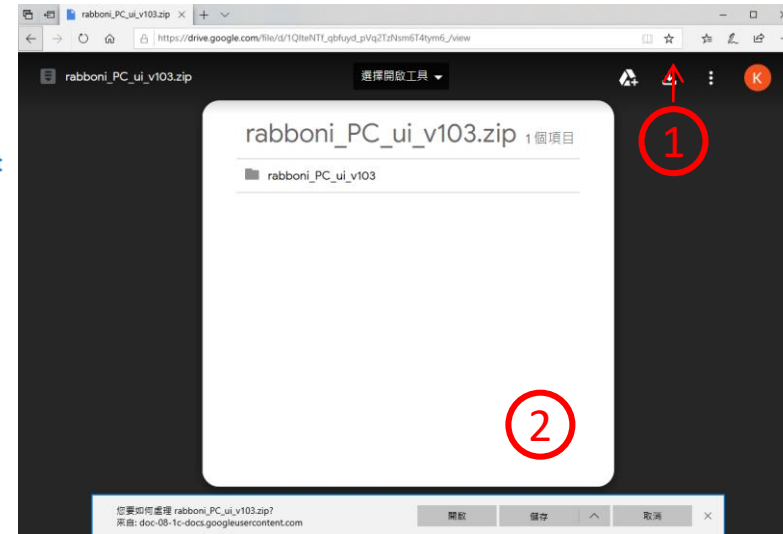 rabboni_PC_ui_v103.zip
https://drive.google.com/file/d/1QIteNTf_qbfuyd_pVq2TzNsm6T4tym6_/view
rabboni_PC_ui_v103.zip
選擇開啟工具
K
1
rabboni_PC_ui_v103.zip 1 個項目
rabboni_PC_ui_v103
2
您要如何處理 rabboni_PC_ui_v103.zip?
來自: doc-08-1c-docs.googleusercontent.com
開啟
儲存
取消